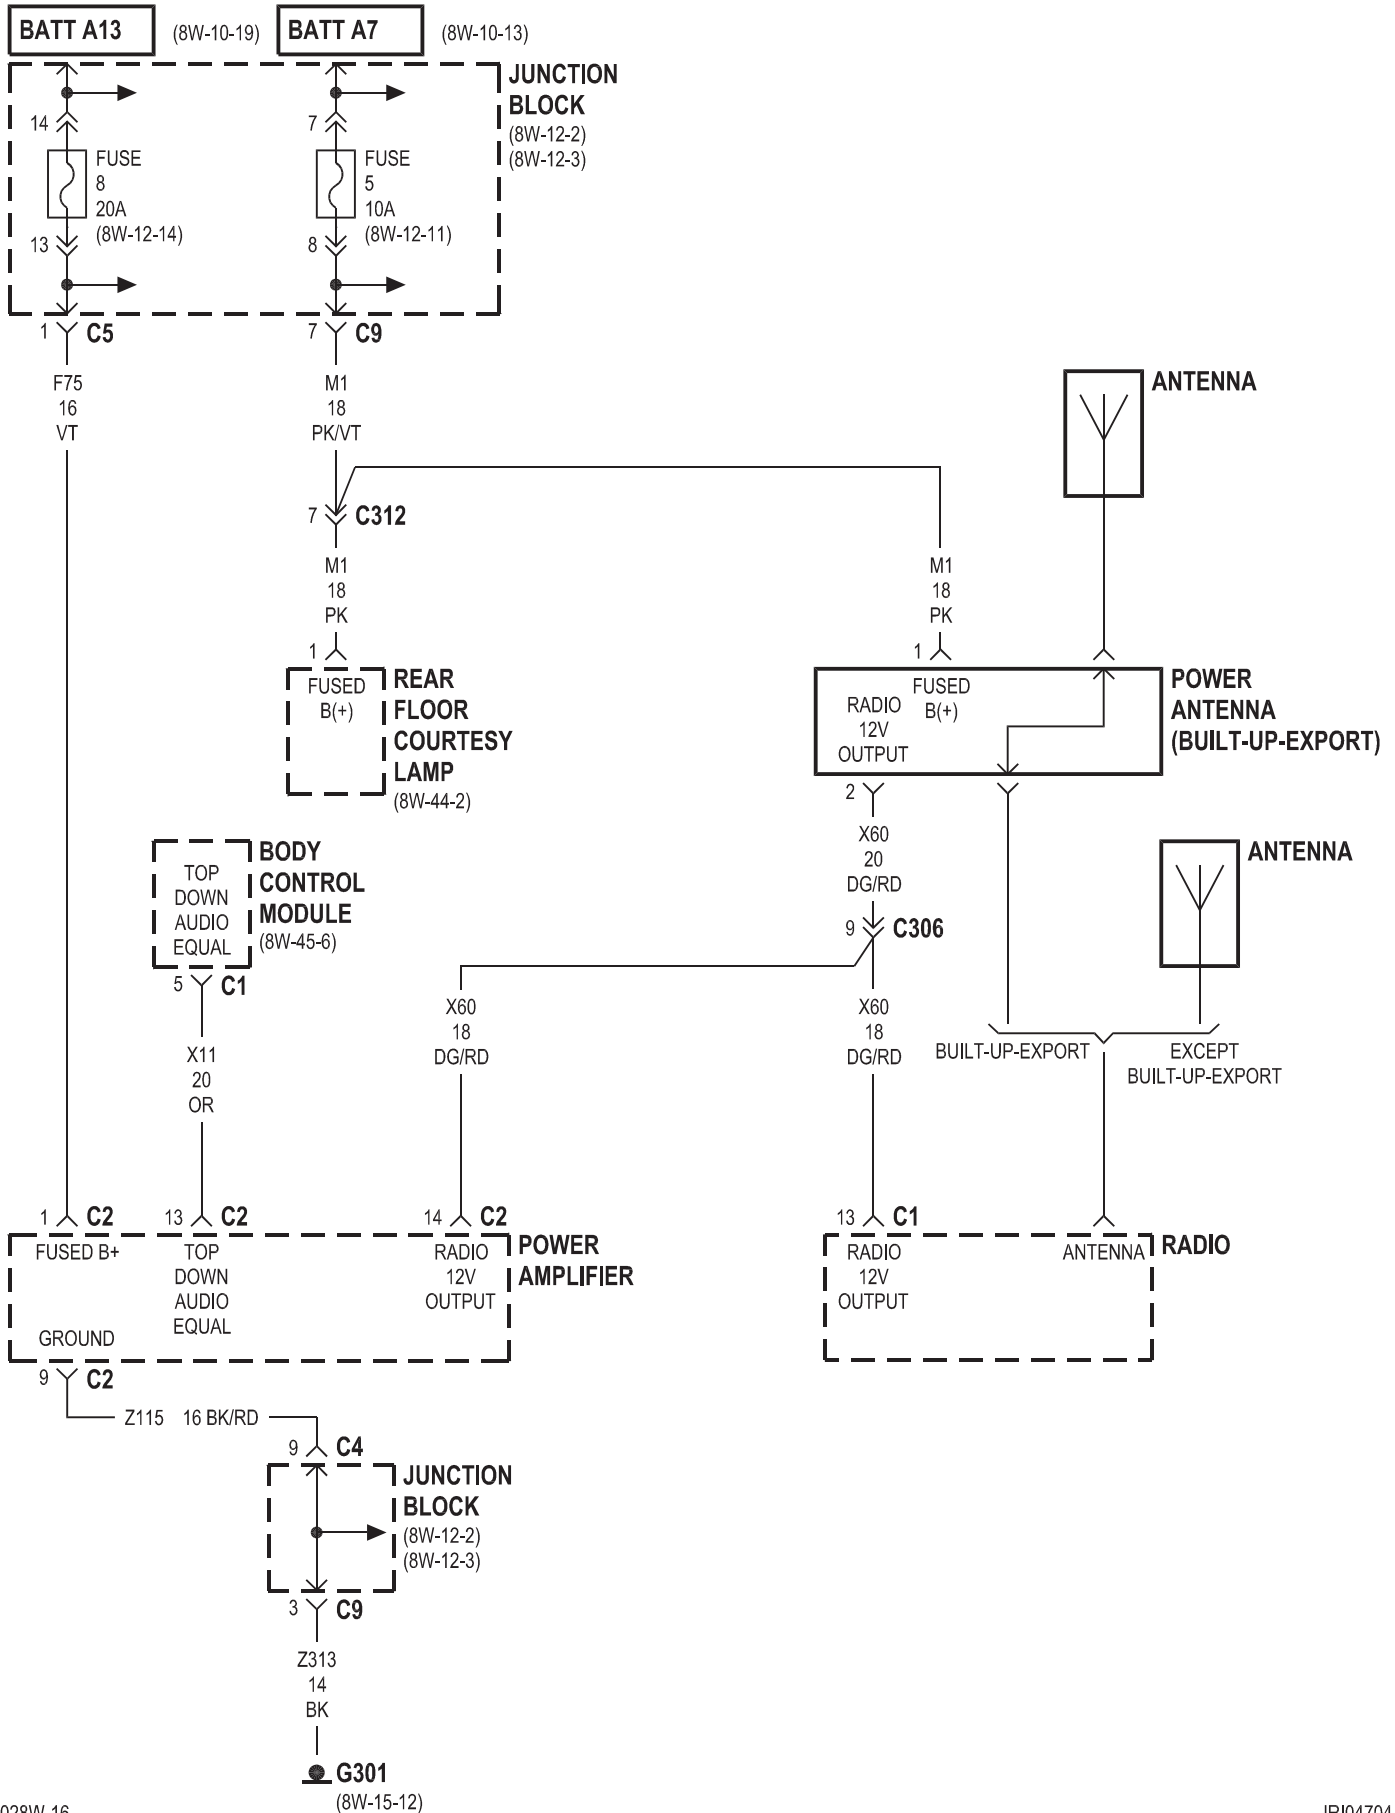 BATT A13
(8W-10-19)
BATT A7
(8W-10-13)
JUNCTION
BLOCK
(8W-12-2)
(8W-12-3)
14
FUSE
8
20A
(8W-12-14)
13
7
FUSE
5
10A
(8W-12-11)
8
1
C5
7
C9
F75
16
VT
M1
18
PK/VT
ANTENNA
7
C312
M1
18
PK
M1
18
PK
1
FUSED
B(+)
REAR
FLOOR
COURTESY
LAMP
(8W-44-2)
1
FUSED
B(+)
RADIO
12V
OUTPUT
POWER
ANTENNA
(BUILT-UP-EXPORT)
2
X60
20
DG/RD
9
C306
ANTENNA
TOP
DOWN
AUDIO
EQUAL
BODY
CONTROL
MODULE
(8W-45-6)
5
C1
X11
20
OR
X60
18
DG/RD
X60
18
DG/RD
BUILT-UP-EXPORT
EXCEPT
BUILT-UP-EXPORT
1
C2
13
C2
14
C2
13
C1
FUSED B+
TOP
DOWN
AUDIO
EQUAL
RADIO
12V
OUTPUT
POWER
AMPLIFIER
RADIO
12V
OUTPUT
ANTENNA
RADIO
GROUND
9
C2
Z115
16 BK/RD
9
C4
JUNCTION
BLOCK
(8W-12-2)
(8W-12-3)
3
C9
Z313
14
BK
G301
(8W-15-12)